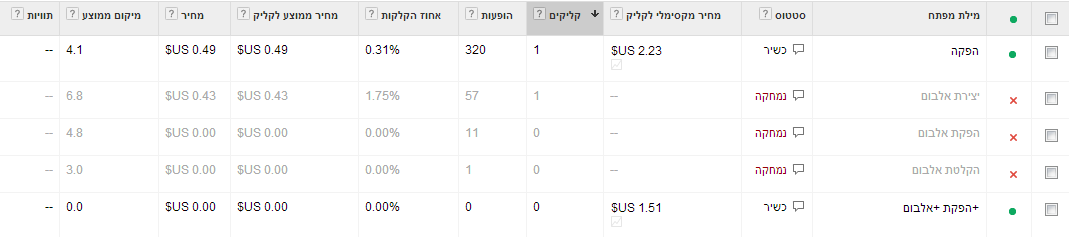 מילת מפתח סטטוס ? מחיר מקסימלי לקליק ? קליקים ? הופעות ? אחוז הקלקות ? מחיר ממוצע לקליק ? מחיר ? מיקום ממוצע ? תוויות ?
הפקה כשיר $US 2.23 1 320 0.31% $US 0.49 $US 0.49 4.1 --
יצירת אלבום נמחקה -- 1 57 1.75% $US 0.43 $US 0.43 6.8 --
הפקת אלבום נמחקה -- 0 11 0.00% $US 0.00 $US 0.00 4.8 --
הקלטת אלבום נמחקה -- 0 1 0.00% $US 0.00 $US 0.00 3.0 --
+הפקת +אלבום כשיר $US 1.51 0 0 0.00% $US 0.00 $US 0.00 0.0 --